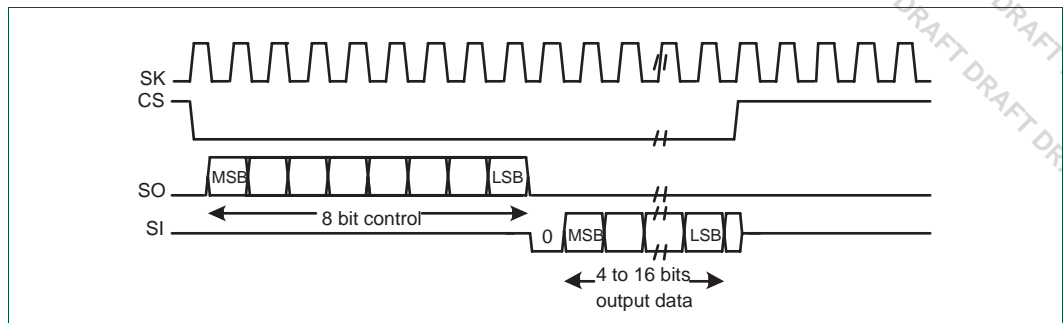 SK
CS
SO
MSB
LSB
8 bit control
SI
0
MSB
LSB
4 to 16 bits
output data
DRAFT DRAFT
DRAFT DRAFT DR